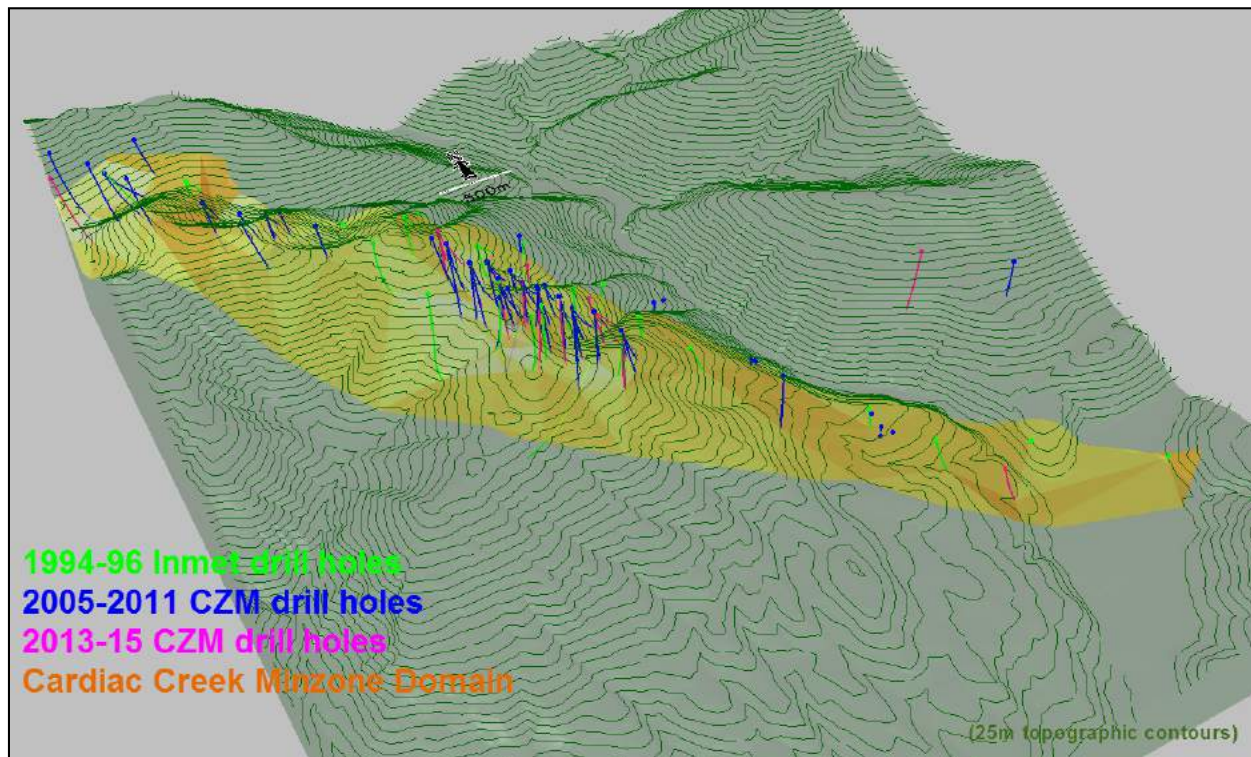 500m
1994-96 Inmet drill holes
2005-2011 CZM drill holes
2013-15 CZM drill holes
Cardiac Creek Minzone Domain
(25m topographic contours)